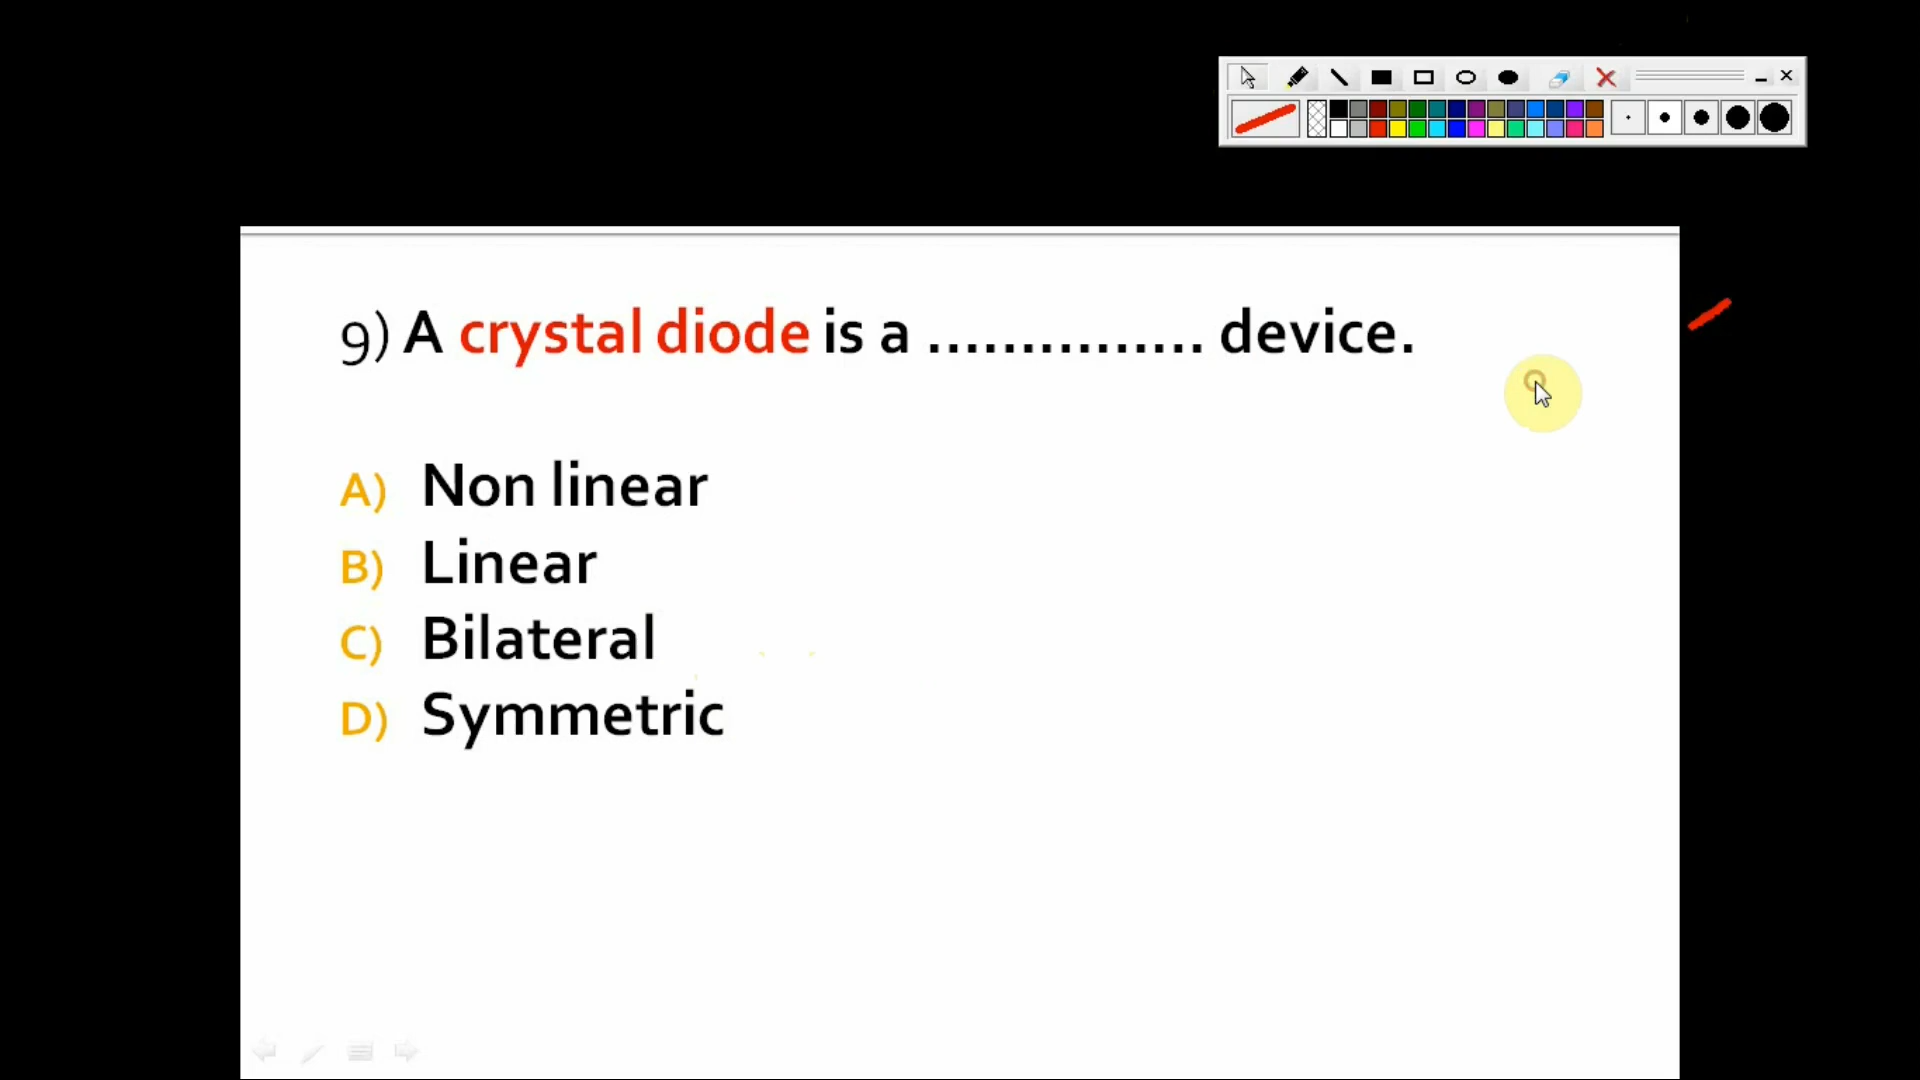 9) A crystal diode is a ............... device.
A) Non linear
B) Linear
C) Bilateral
D) Symmetric